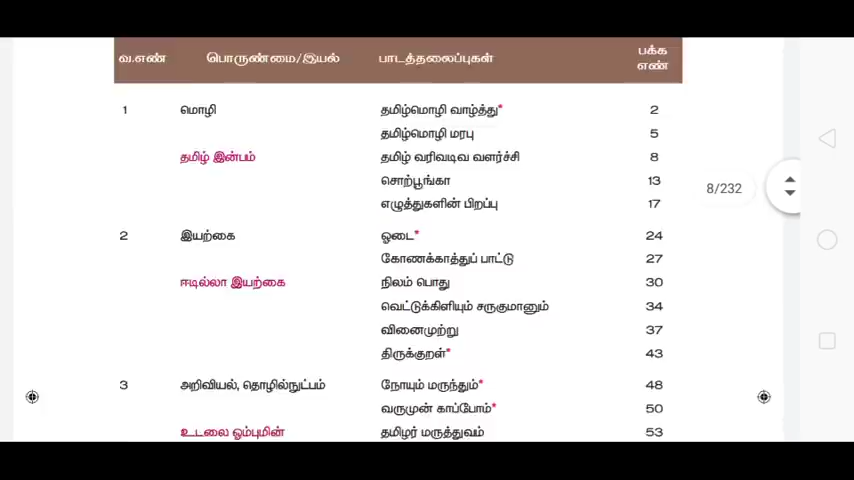 வ.எண் பொருண்மை/இயல் பாடத்தலைப்புகள் பக்க எண்
1 மொழி தமிழ்மொழி வாழ்த்து* 2
தமிழ்மொழி மரபு 5
தமிழ் இன்பம் தமிழ் வரிவடிவ வளர்ச்சி 8
சொற்பூங்கா 13
8/232
எழுத்துகளின் பிறப்பு 17
2 இயற்கை ஓடை* 24
கோணக்காத்துப் பாட்டு 27
ஈடில்லா இயற்கை நிலம் பொது 30
வெட்டுக்கிளியும் சருகுமானும் 34
வினைமுற்று 37
திருக்குறள்* 43
3 அறிவியல், தொழில்நுட்பம் நோயும் மருந்தும்* 48
வருமுன் காப்போம்* 50
உடலை ஓம்புமின் தமிழர் மருத்துவம் 53